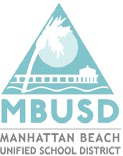 MBUSD
MANHATTAN BEACH
UNIFIED SCHOOL DISTRICT